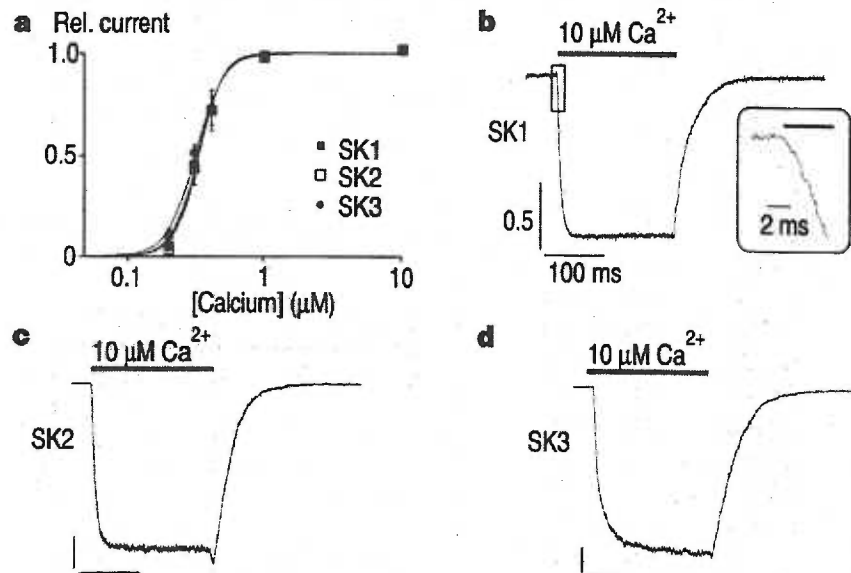 a Rel. current
1.0
0.5
0
0.1
1
10
[Calcium] (μM)
SK1
SK2
SK3
b
10 μM Ca2+
SK1
0.5
100 ms
2 ms
c
10 μM Ca2+
SK2
d
10 μM Ca2+
SK3